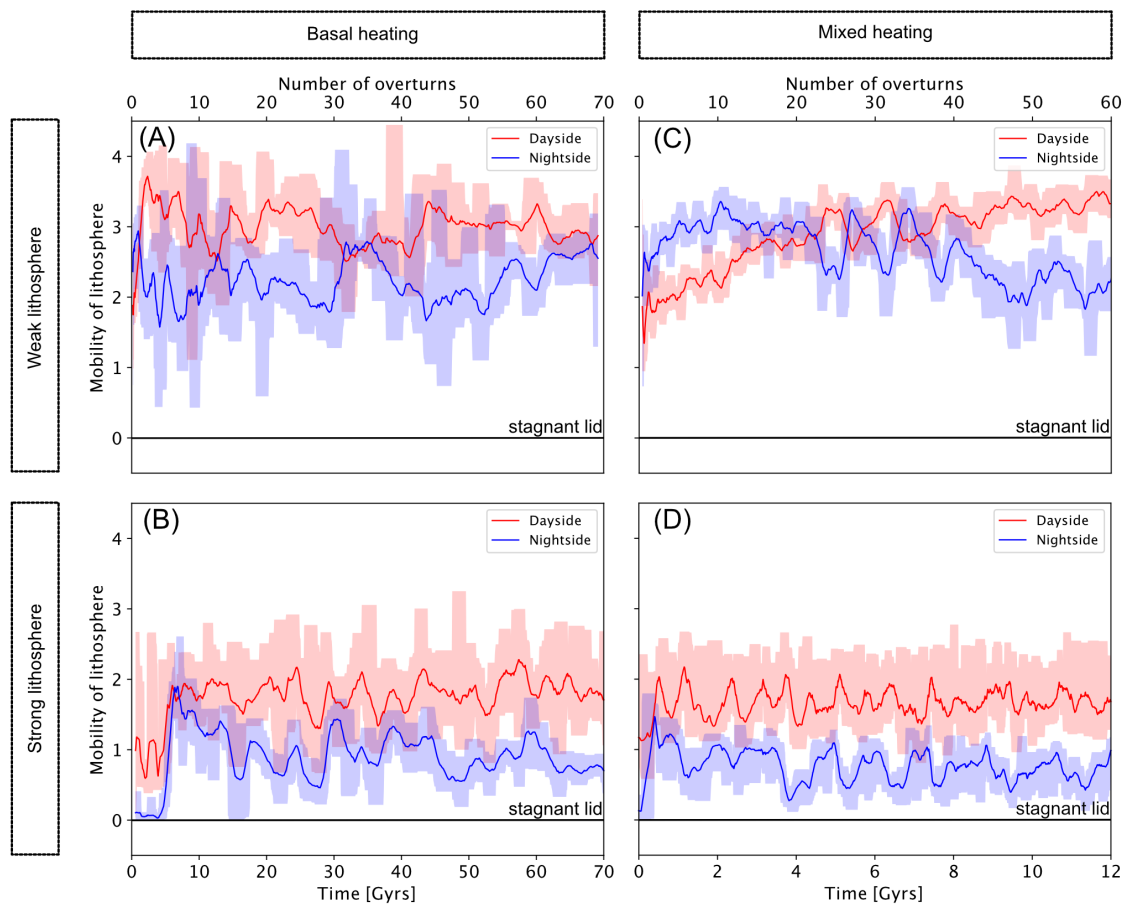 Basal heating
Mixed heating
Number of overturns
0 10 20 30 40 50 60 70
Number of overturns
0 10 20 30 40 50 60
Weak lithosphere
Mobility of lithosphere
4
3
2
1
0
(A)
Dayside
Nightside
stagnant lid
(C)
Dayside
Nightside
stagnant lid
Strong lithosphere
Mobility of lithosphere
4
3
2
1
0
(B)
Dayside
Nightside
stagnant lid
0 10 20 30 40 50 60 70
Time [Gyrs]
(D)
Dayside
Nightside
stagnant lid
0 2 4 6 8 10 12
Time [Gyrs]